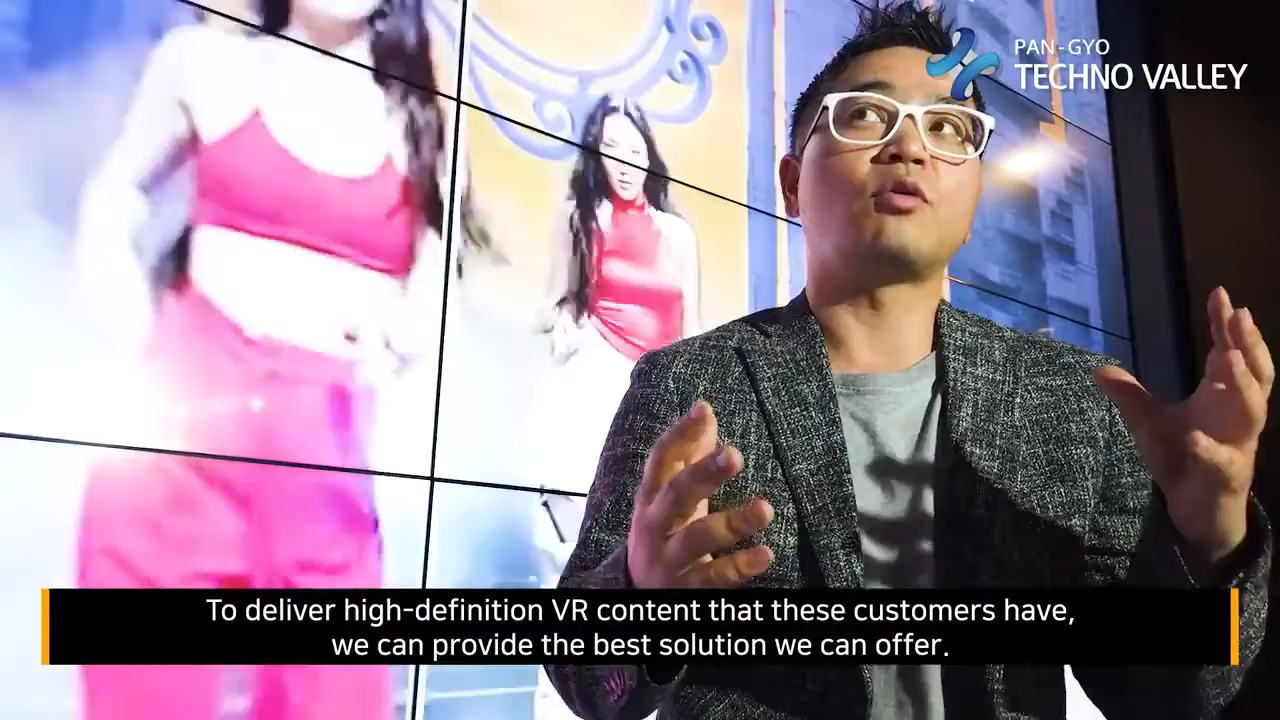 PAN-GYO
TECHNO VALLEY
To deliver high-definition VR content that these customers have,
we can provide the best solution we can offer.